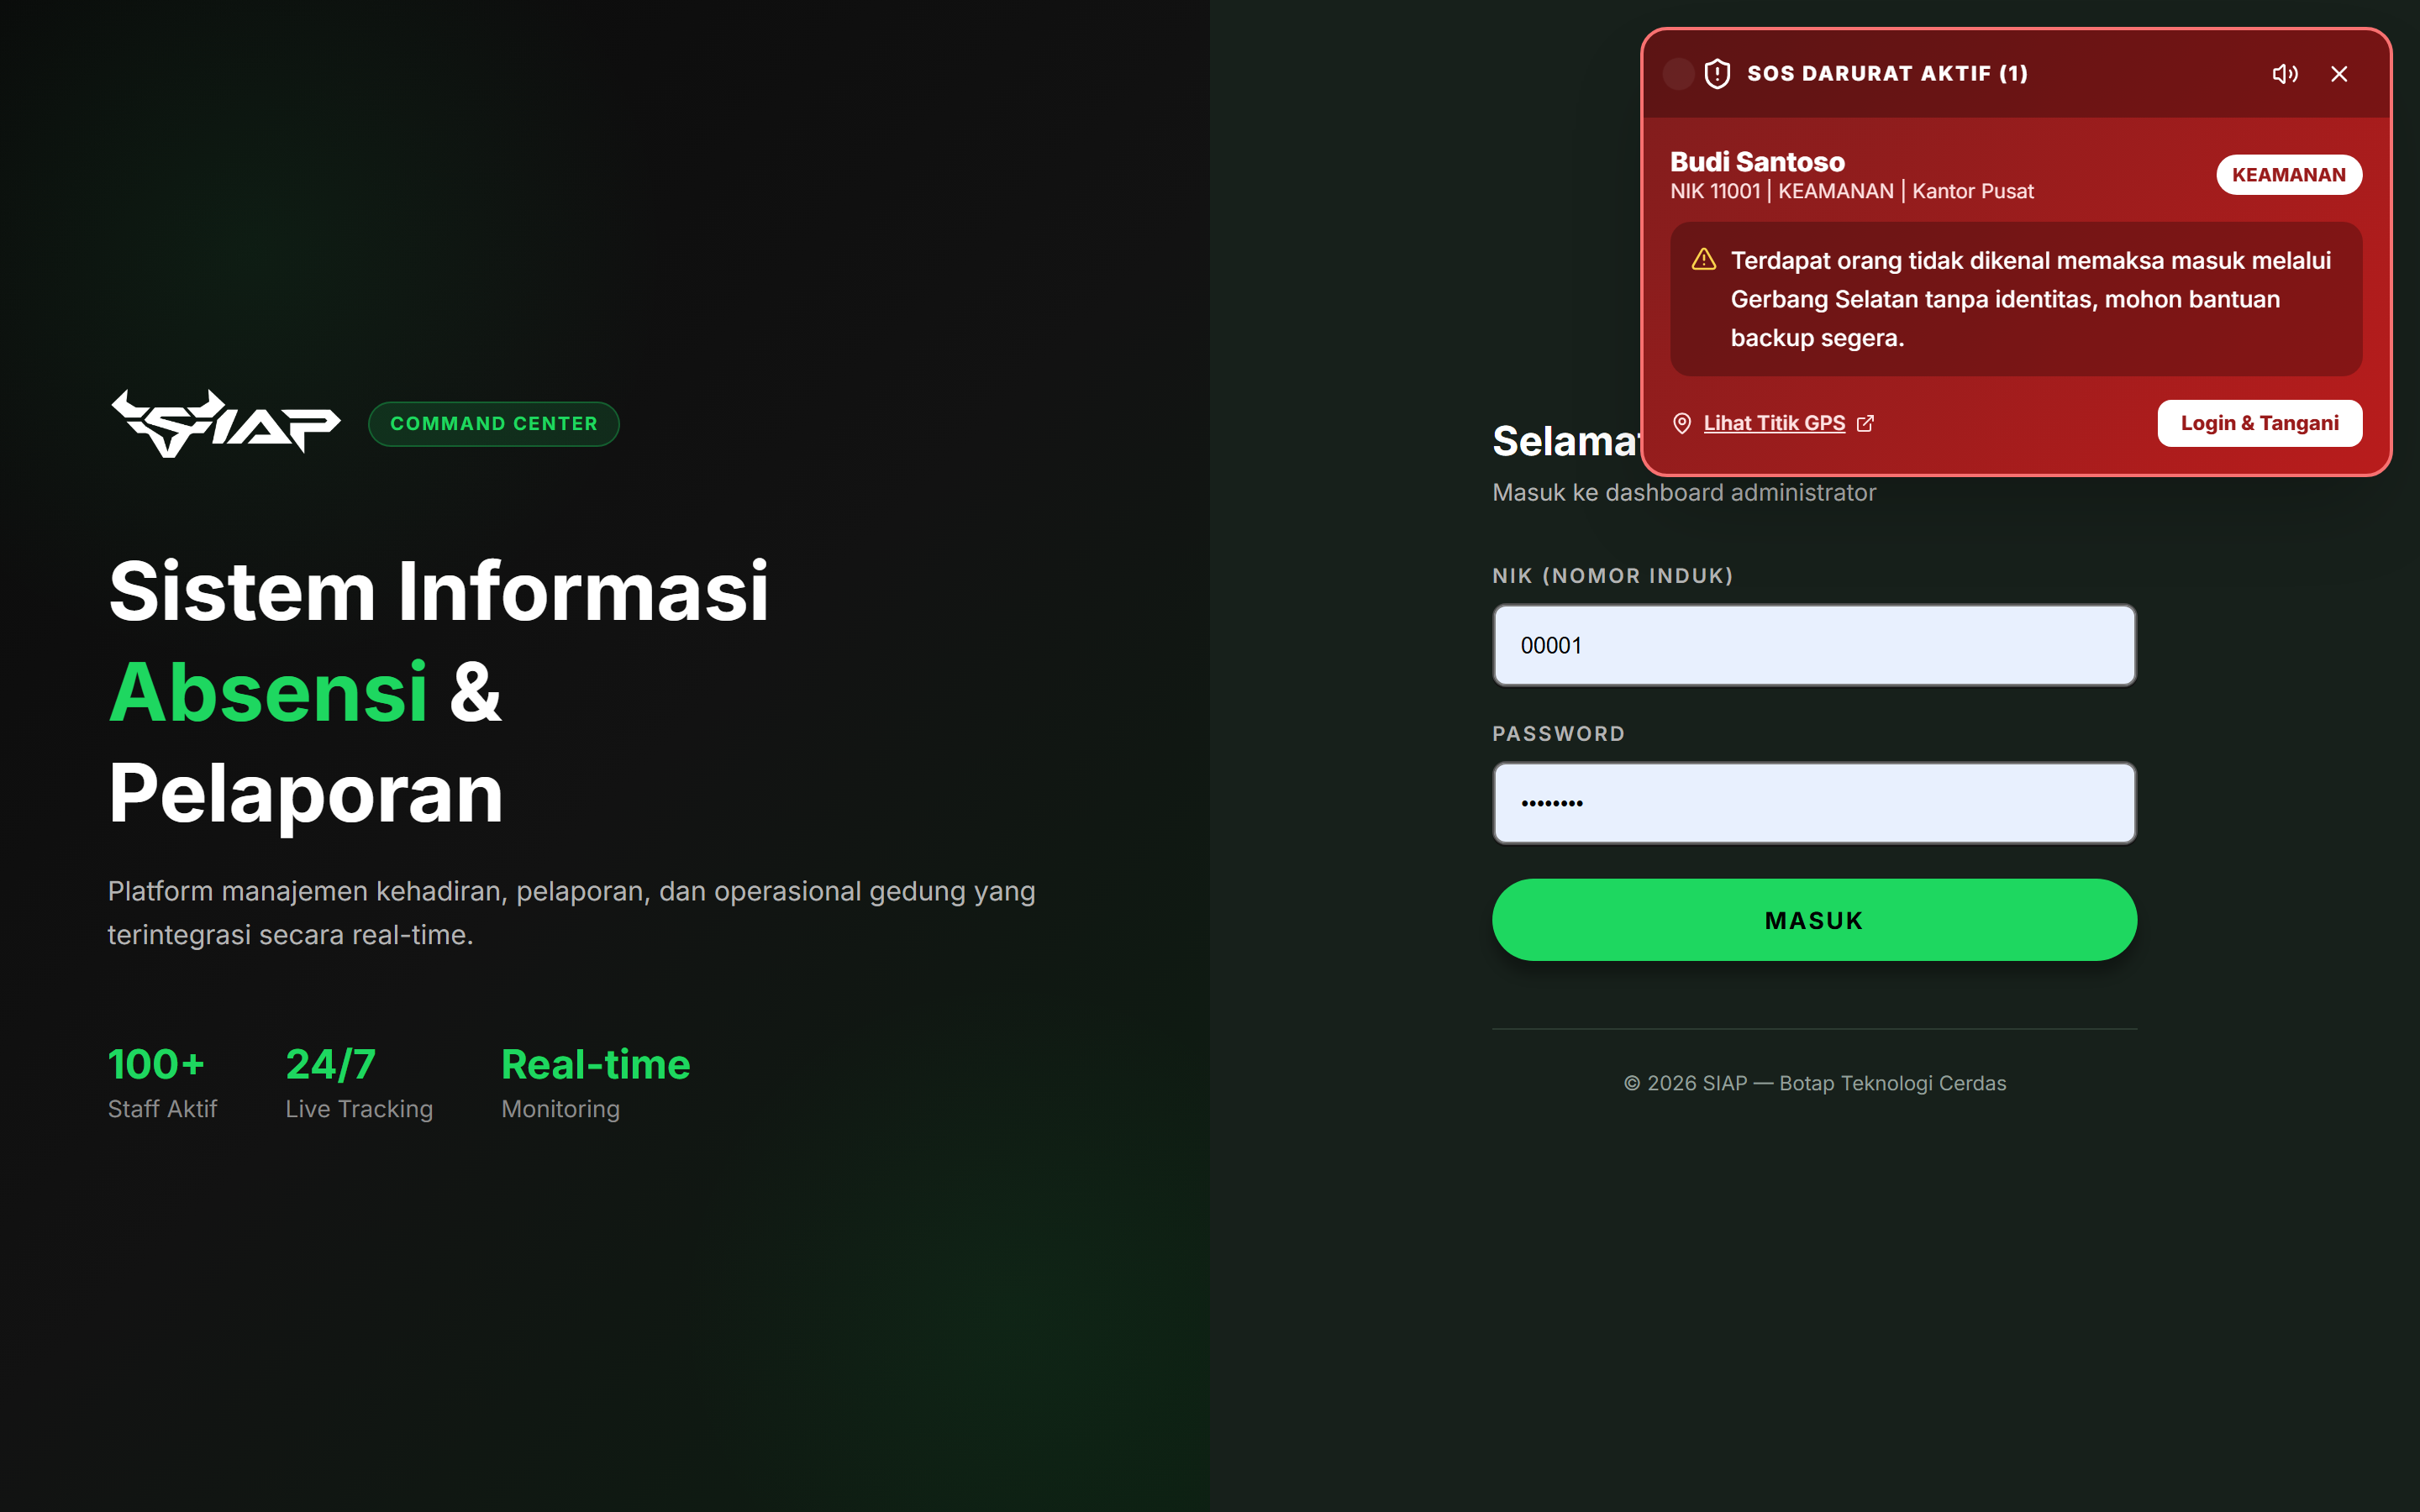 SIAP
COMMAND CENTER
Sistem Informasi
Absensi &
Pelaporan
Platform manajemen kehadiran, pelaporan, dan operasional gedung yang
terintegrasi secara real-time.
100+
Staff Aktif
24/7
Live Tracking
Real-time
Monitoring
SOS DARURAT AKTIF (1)
Budi Santoso
NIK 11001 | KEAMANAN | Kantor Pusat
KEAMANAN
Terdapat orang tidak dikenal memaksa masuk melalui
Gerbang Selatan tanpa identitas, mohon bantuan
backup segera.
Lihat Titik GPS
Login & Tangani
Selamat
Masuk ke dashboard administrator
NIK (NOMOR INDUK)
00001
PASSWORD
••••••••
MASUK
© 2026 SIAP — Botap Teknologi Cerdas